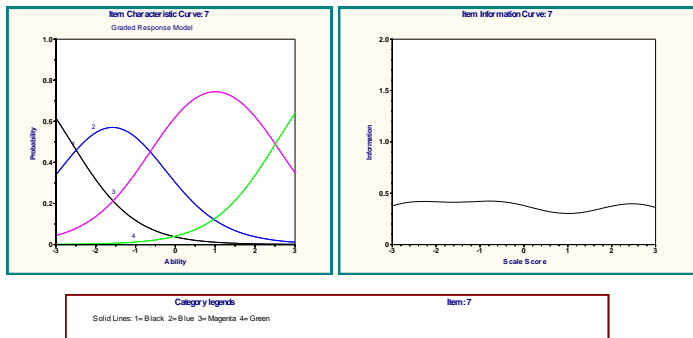 Item Characteristic Curve: 7
Graded Response Model
1.0
0.8
0.6
0.4
0.2
0
-3
-2
-1
0
1
2
3
Probability
Ability
1
2
3
4
Item Information Curve: 7
2.0
1.5
1.0
0.5
0
-3
-2
-1
0
1
2
3
Information
Scale Score
Category legends
Item: 7
Solid Lines: 1= Black 2= Blue 3= Magenta 4= Green